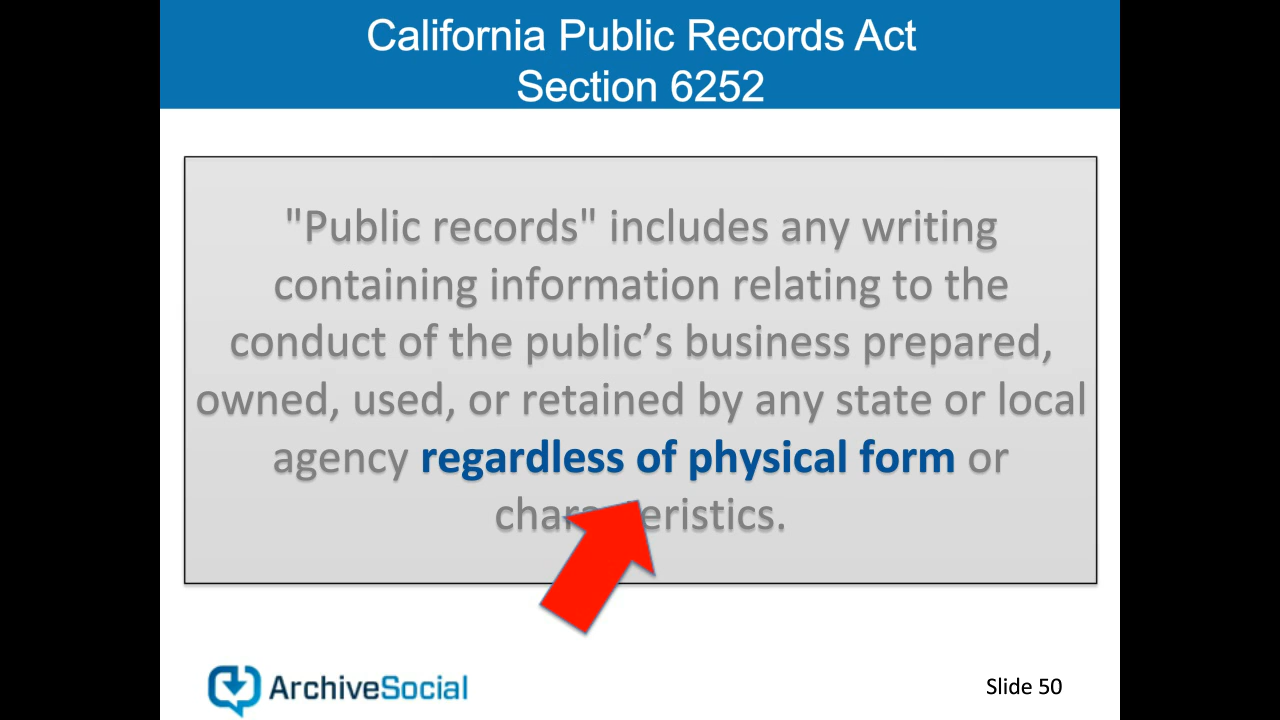 California Public Records Act
Section 6252
"Public records" includes any writing
containing information relating to the
conduct of the public’s business prepared,
owned, used, or retained by any state or local
agency regardless of physical form or
characteristics.
ArchiveSocial
Slide 50